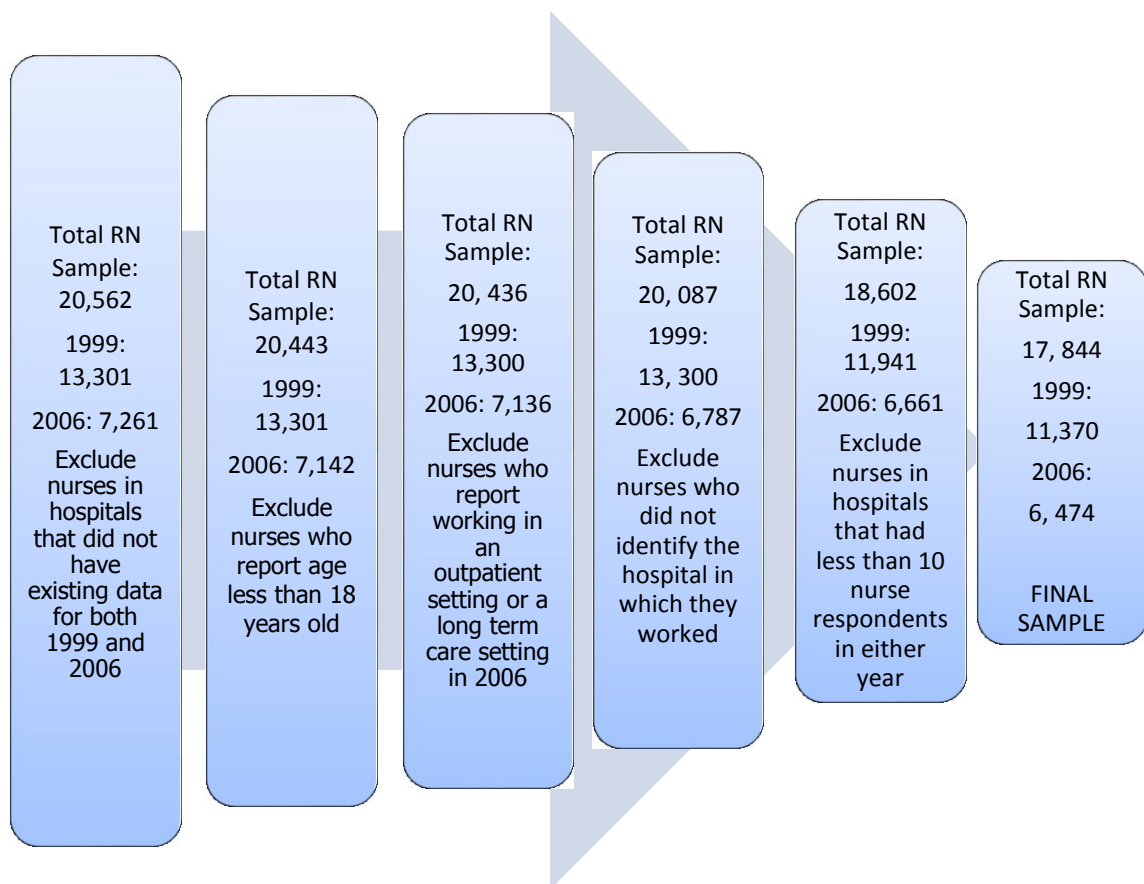 Total RN
Sample:
20,562
1999:
13,301
2006: 7,261
Exclude
nurses in
hospitals
that did not
have
existing data
for both
1999 and
2006
Total RN
Sample:
20,443
1999:
13,301
2006: 7,142
Exclude
nurses who
report age
less than 18
years old
Total RN
Sample:
20, 436
1999:
13,300
2006: 7,136
Exclude
nurses who
report
working in
an
outpatient
setting or a
long term
care setting
in 2006
Total RN
Sample:
20, 087
1999:
13, 300
2006: 6,787
Exclude
nurses who
did not
identify the
hospital in
which they
worked
Total RN
Sample:
18,602
1999:
11,941
2006: 6,661
Exclude
nurses in
hospitals
that had
less than 10
nurse
respondents
in either
year
Total RN
Sample:
17, 844
1999:
11,370
2006:
6, 474
FINAL
SAMPLE